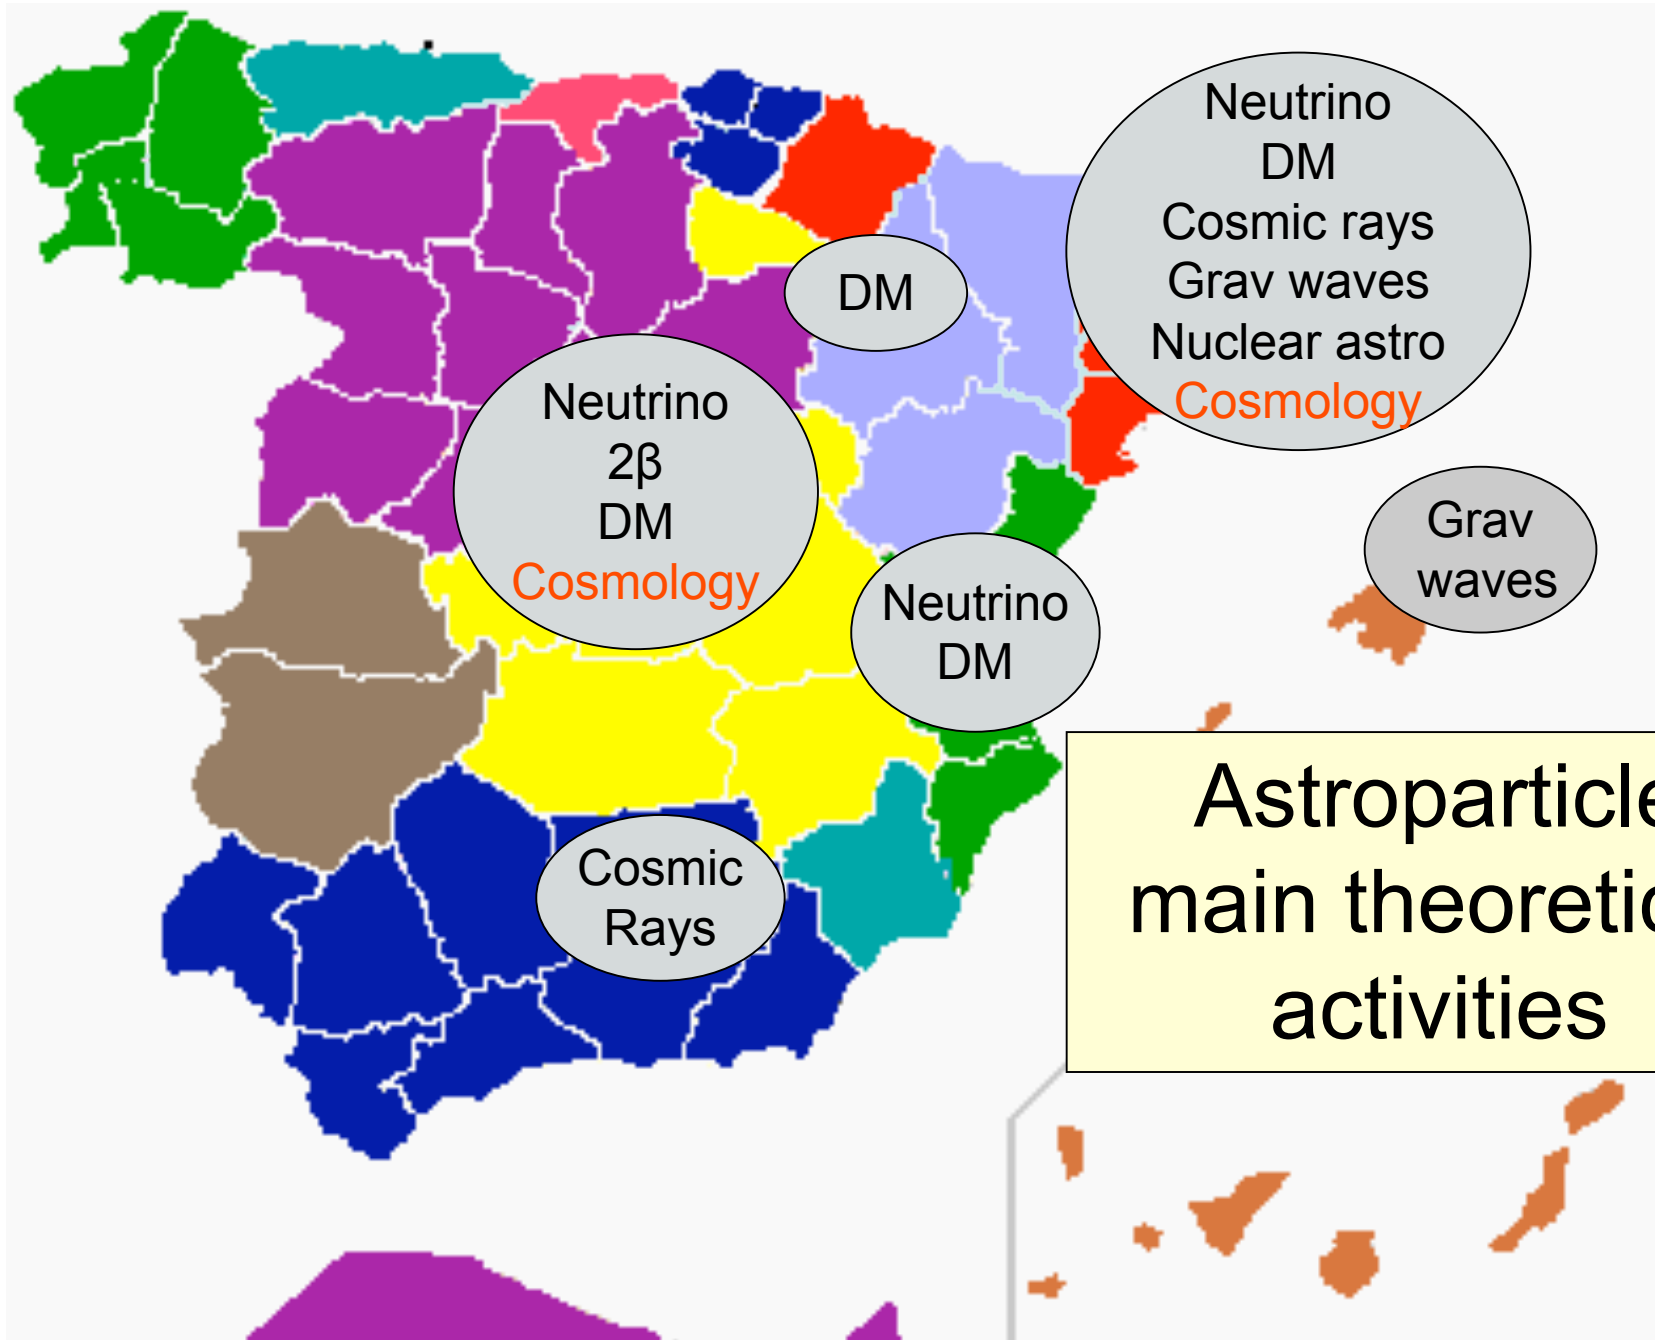 Neutrino
DM
Cosmic rays
Grav waves
Nuclear astro
Cosmology
DM
Neutrino
2β
DM
Cosmology
Grav
waves
Neutrino
DM
Cosmic
Rays
Astroparticle
main
activities